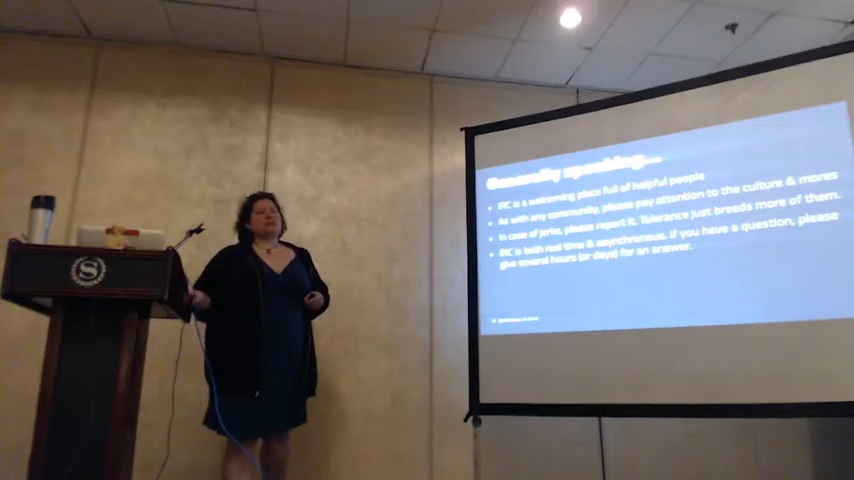 Generally speaking...
• IRC is a welcoming place full of helpful people
• As with any community, please pay attention to the culture & mores
• In case of jerks, please report it. Tolerance just breeds more of them.
• IRC is both real time & asynchronous. If you have a question, please
give several hours (or days) for an answer.
S